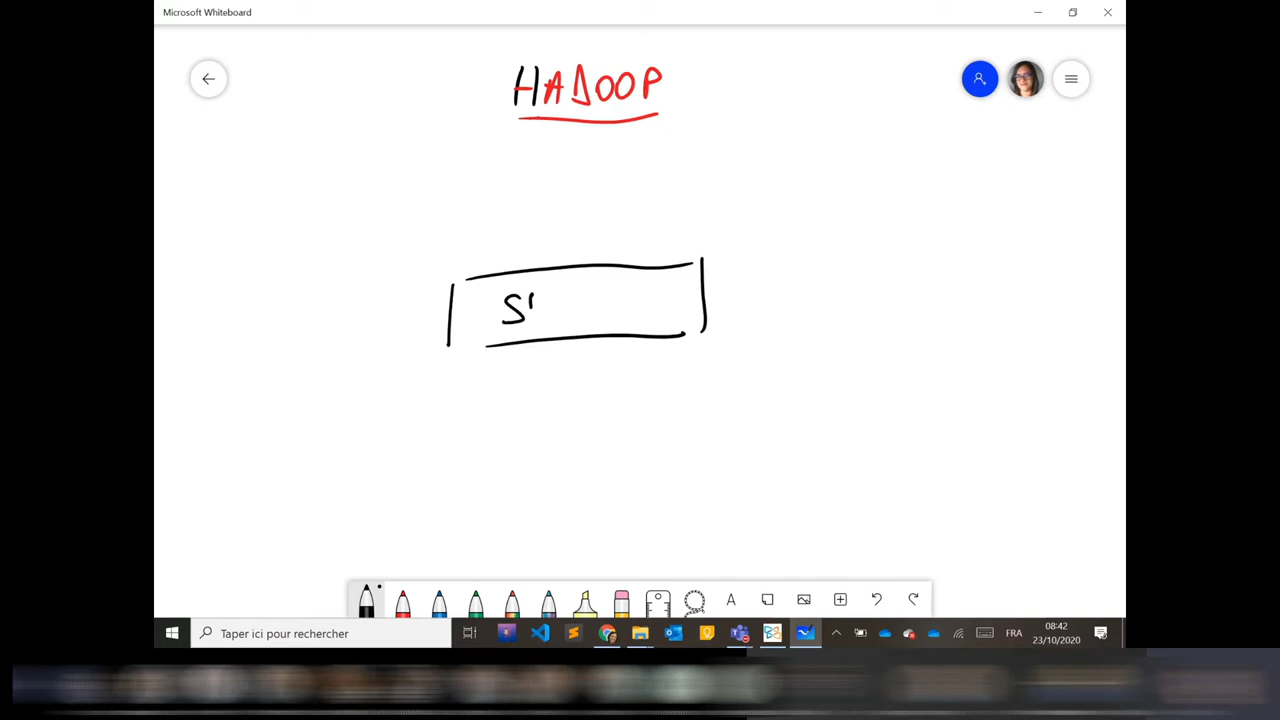 Microsoft Whiteboard
HADOOP
S'
A
Taper ici pour rechercher
FRA
08:42
23/10/2020